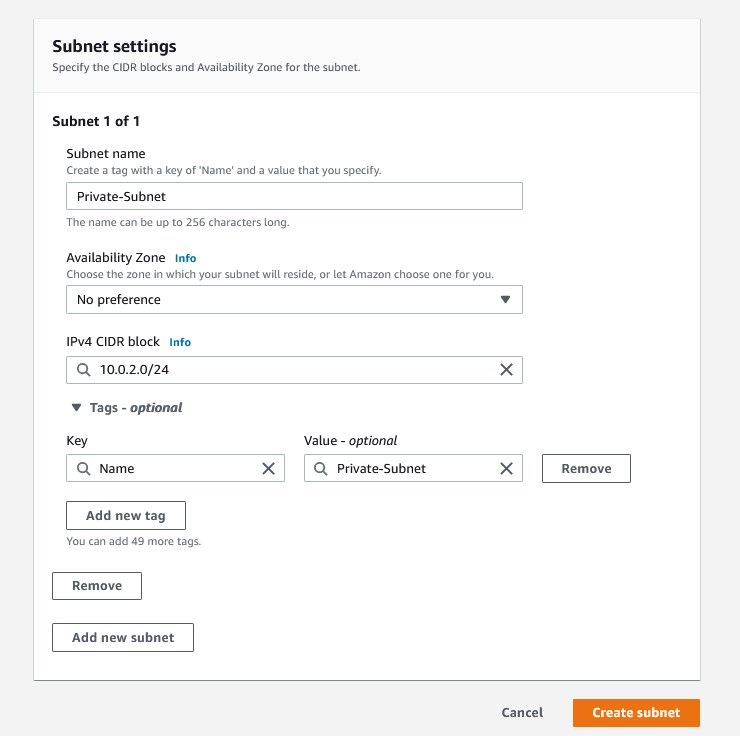 Subnet settings
Specify the CIDR blocks and Availability Zone for the subnet.
Subnet 1 of 1
Subnet name
Create a tag with a key of 'Name' and a value that you specify.
Private-Subnet
The name can be up to 256 characters long.
Availability Zone Info
Choose the zone in which your subnet will reside, or let Amazon choose one for you.
No preference
IPv4 CIDR block Info
10.0.2.0/24
Tags - optional
Key Value - optional
Name Private-Subnet Remove
Add new tag
You can add 49 more tags.
Remove
Add new subnet
Cancel Create subnet